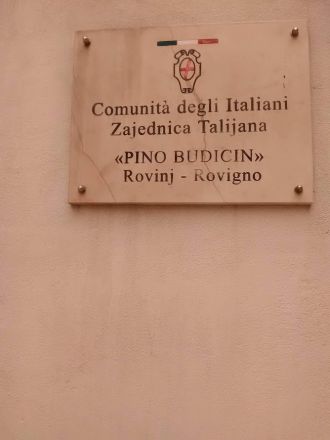 Comunità degli Italiani
Zajednica Talijana
«PINO BUDICIN»
Rovinj - Rovigno